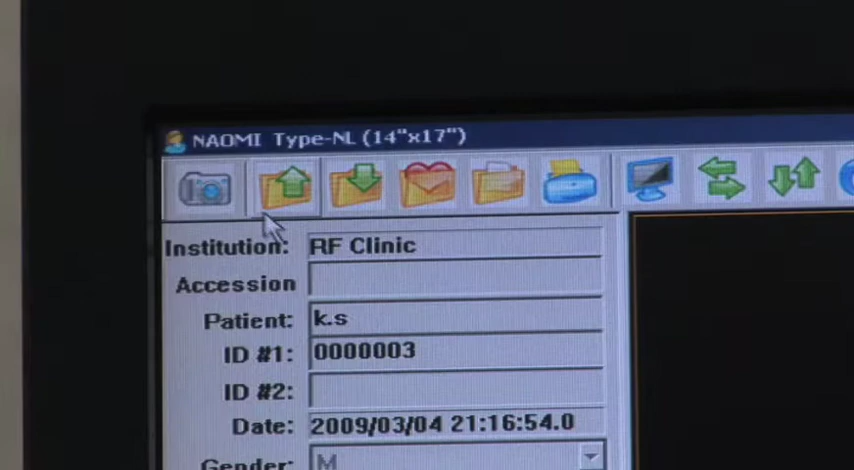 NAOMI Type-NL (14"x17")
Institution: RF Clinic
Accession
Patient: k.s
ID #1: 0000003
ID #2:
Date: 2009/03/04 21:16:54.0
Gender: M